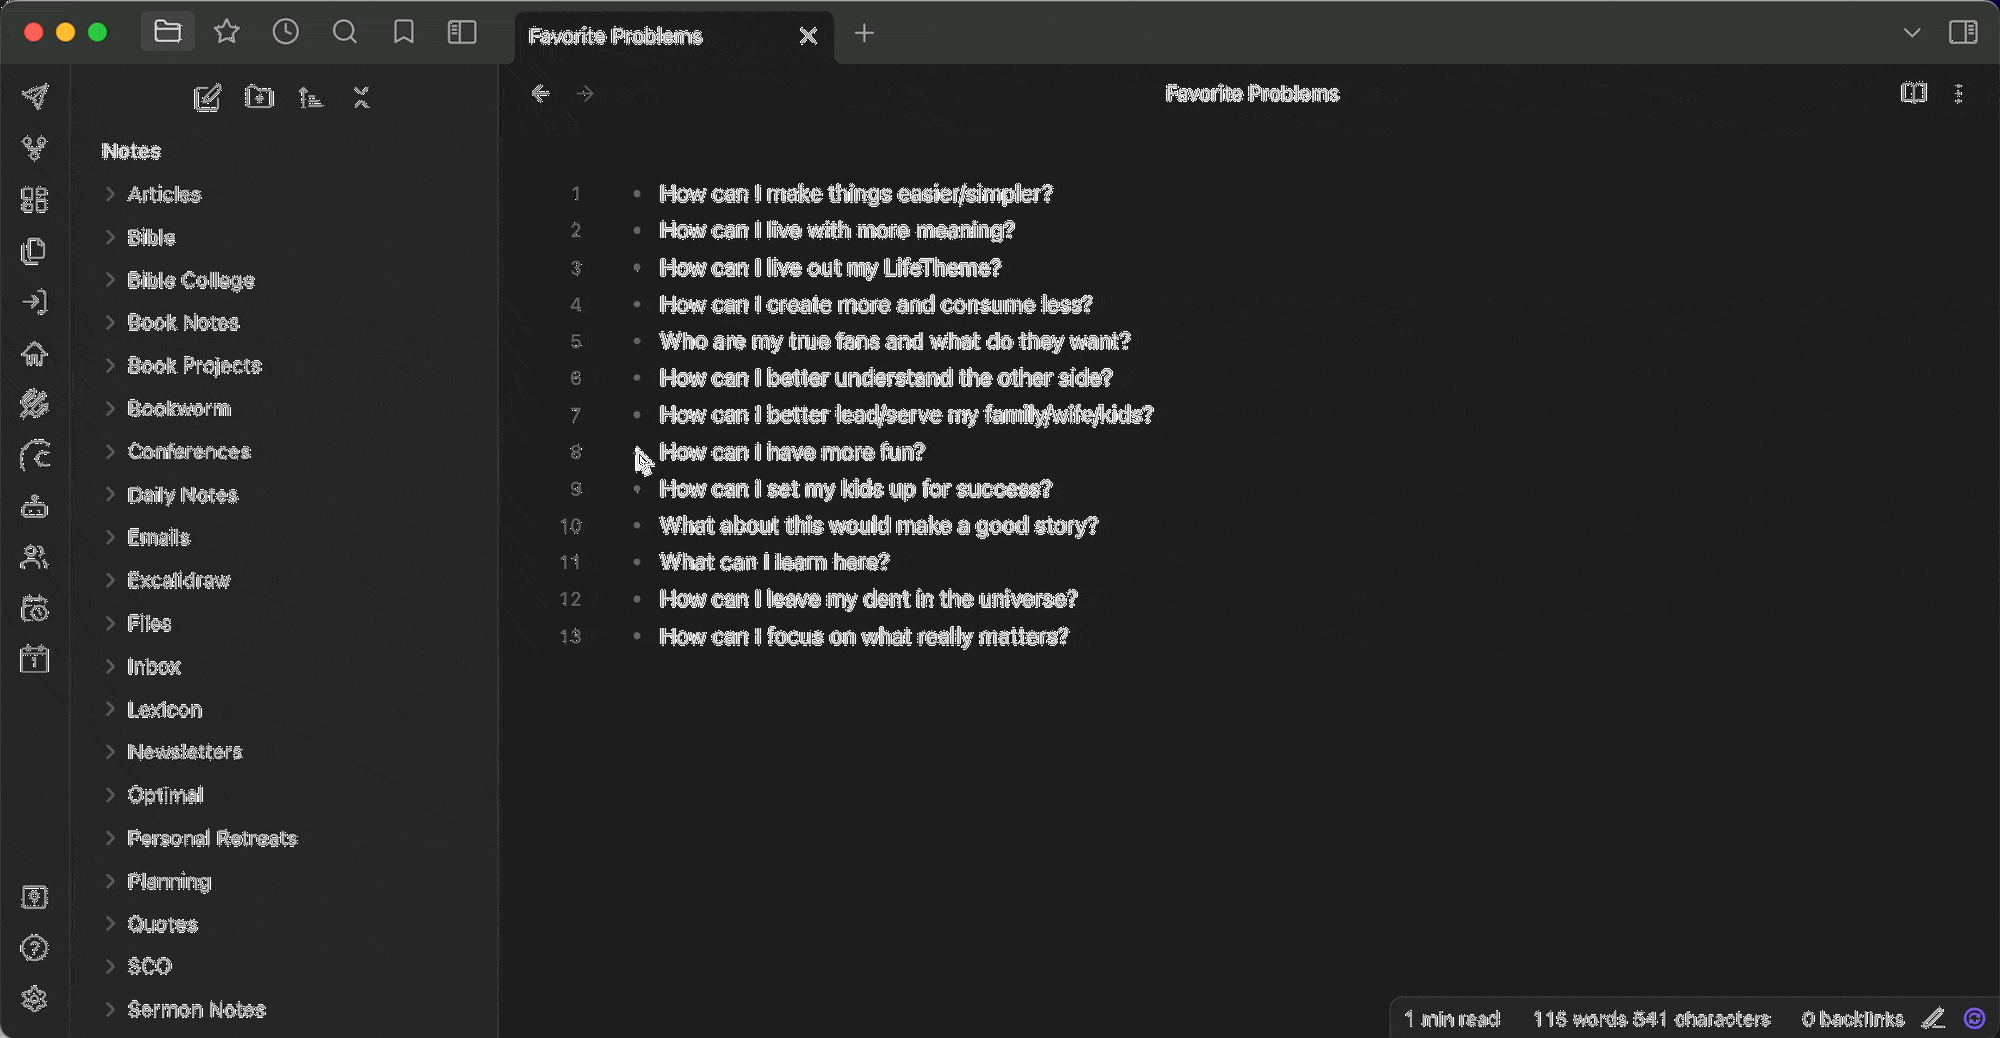 Favorite Problems
Favorite Problems
Notes
Articles
Bible
Bible College
Book Notes
Book Projects
Bookworm
Conferences
Daily Notes
Emails
Excalidraw
Files
Inbox
Lexicon
Newsletters
Optimal
Personal Retreats
Planning
Quotes
SCO
Sermon Notes
1 How can I make things easier/simpler?
2 How can I live with more meaning?
3 How can I live out my LifeTheme?
4 How can I create more and consume less?
5 Who are my true fans and what do they want?
6 How can I better understand the other side?
7 How can I better lead/serve my family/wife/kids?
8 How can I have more fun?
9 How can I set my kids up for success?
10 What about this would make a good story?
11 What can I learn here?
12 How can I leave my dent in the universe?
13 How can I focus on what really matters?
1 min read 115 words 541 characters 0 backlinks